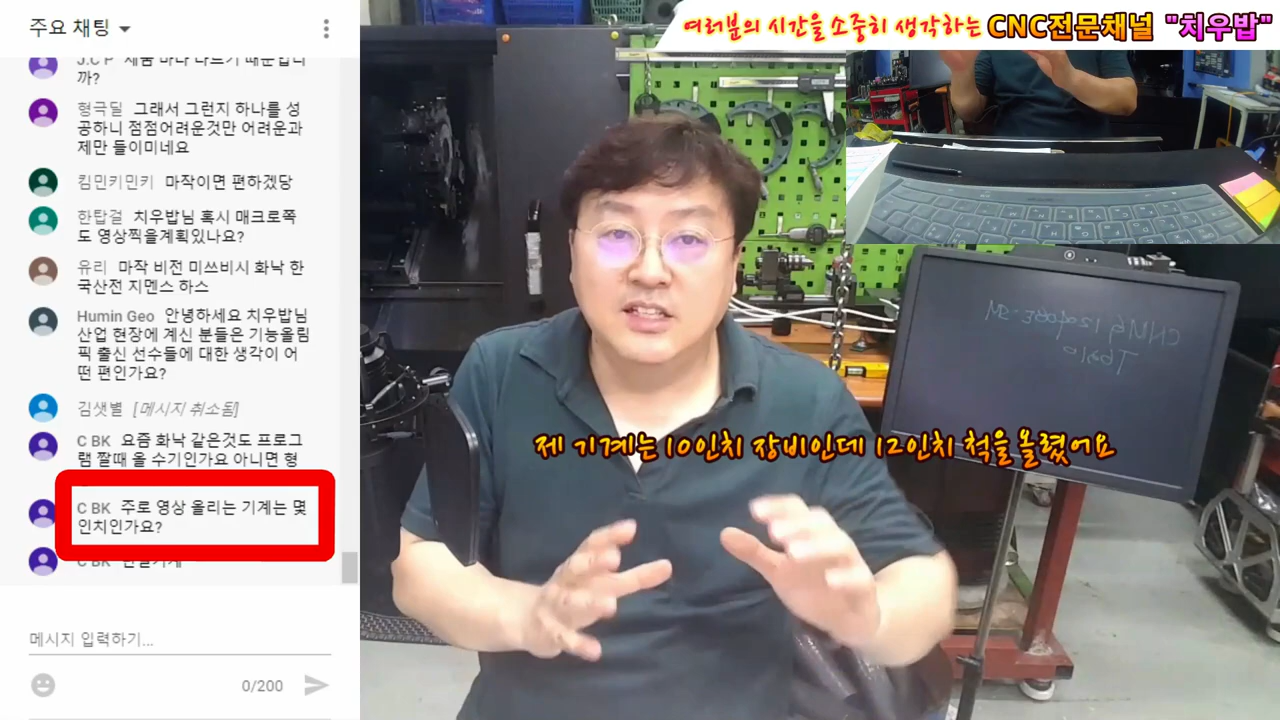 주요 채팅
여러분의 시간을 소중히 생각하는 CNC전문채널 "치우밥"
J.C P 제품 마다 다르기 때문입니
까?
형극딜 그래서 그런지 하나를 성
공하니 점점어려운것만 어려운과
제만 들이미네요
킴민키민키 마작이면 편하겠당
한탑걸 치우밥님 혹시 매크로쪽
도 영상찍을계획있나요?
유리 마작 비전 미쓰비시 화낙 한
국산전 지멘스 하스
Humin Geo 안녕하세요 치우밥님
산업 현장에 계신 분들은 기능올림
픽 출신 선수들에 대한 생각이 어
떤 편인가요?
김샛별 [메시지 취소됨]
C BK 요즘 화낙 같은것도 프로그
램 짤때 올 수기인가요 아니면 형
C BK 주로 영상 올리는 기계는 몇
인치인가요?
C BK
제 기계는 10인치 장비인데 12인치 척을 올렸어요
메시지 입력하기...
0/200